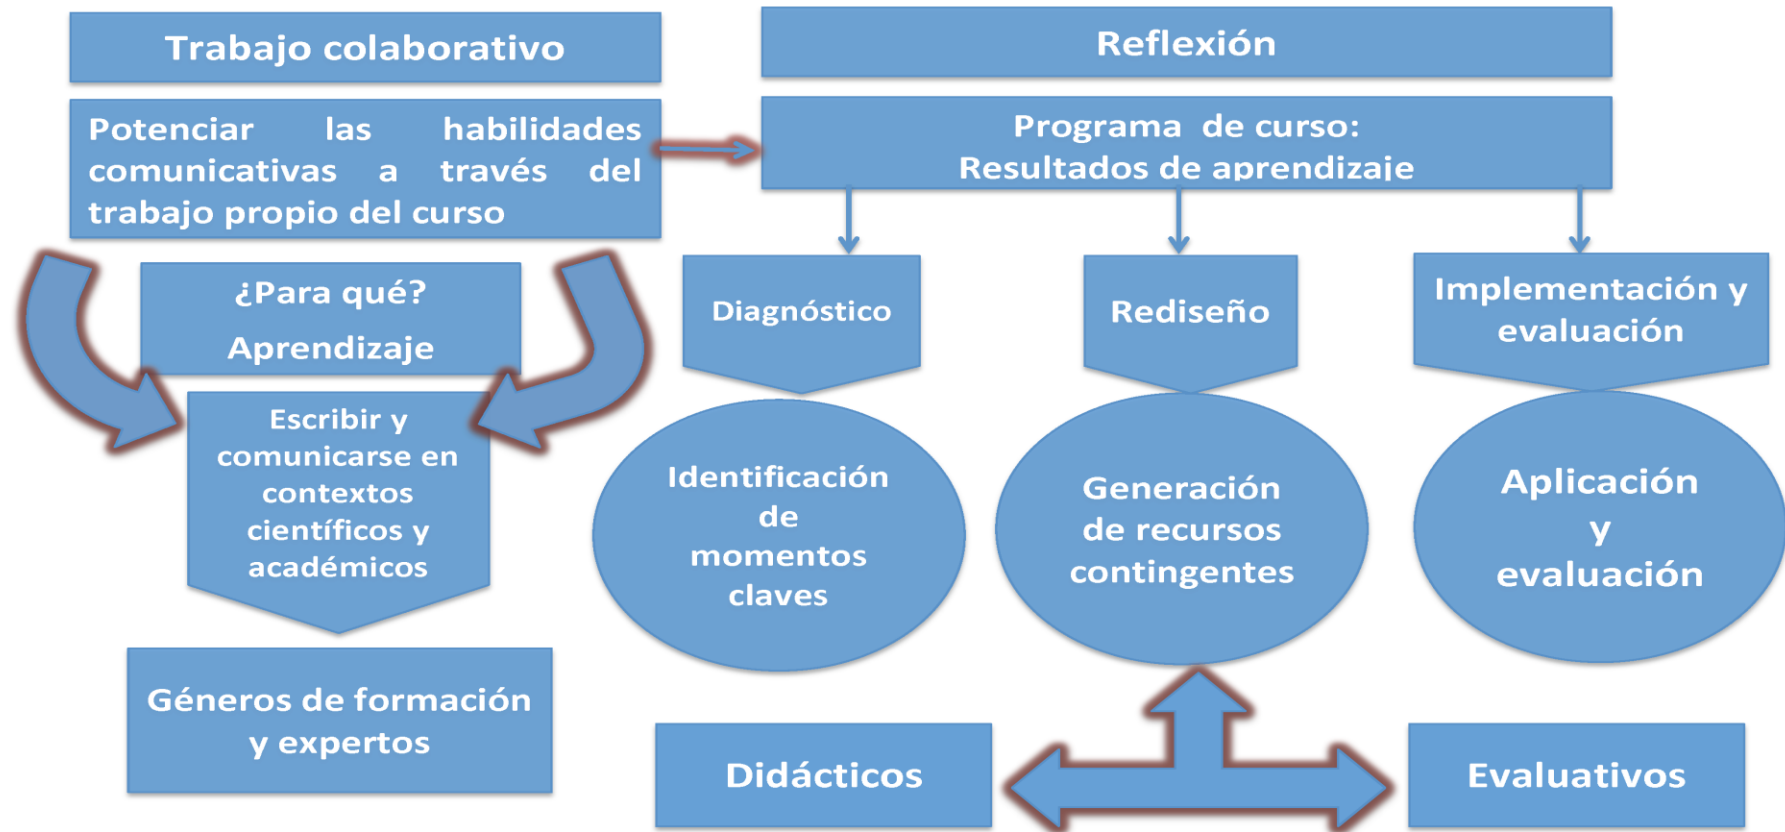 Trabajo colaborativo
Potenciar las habilidades
comunicativas a través del
trabajo propio del curso
¿Para qué?
Aprendizaje
Escribir y
comunicarse en
contextos
científicos y
académicos
Géneros de formación
y expertos
Reflexión
Programa de curso:
Resultados de aprendizaje
Diagnóstico
Identificación
de
momentos
claves
Rediseño
Generación
de recursos
contingentes
Implementación y
evaluación
Aplicación
y
evaluación
Didácticos
Evaluativos